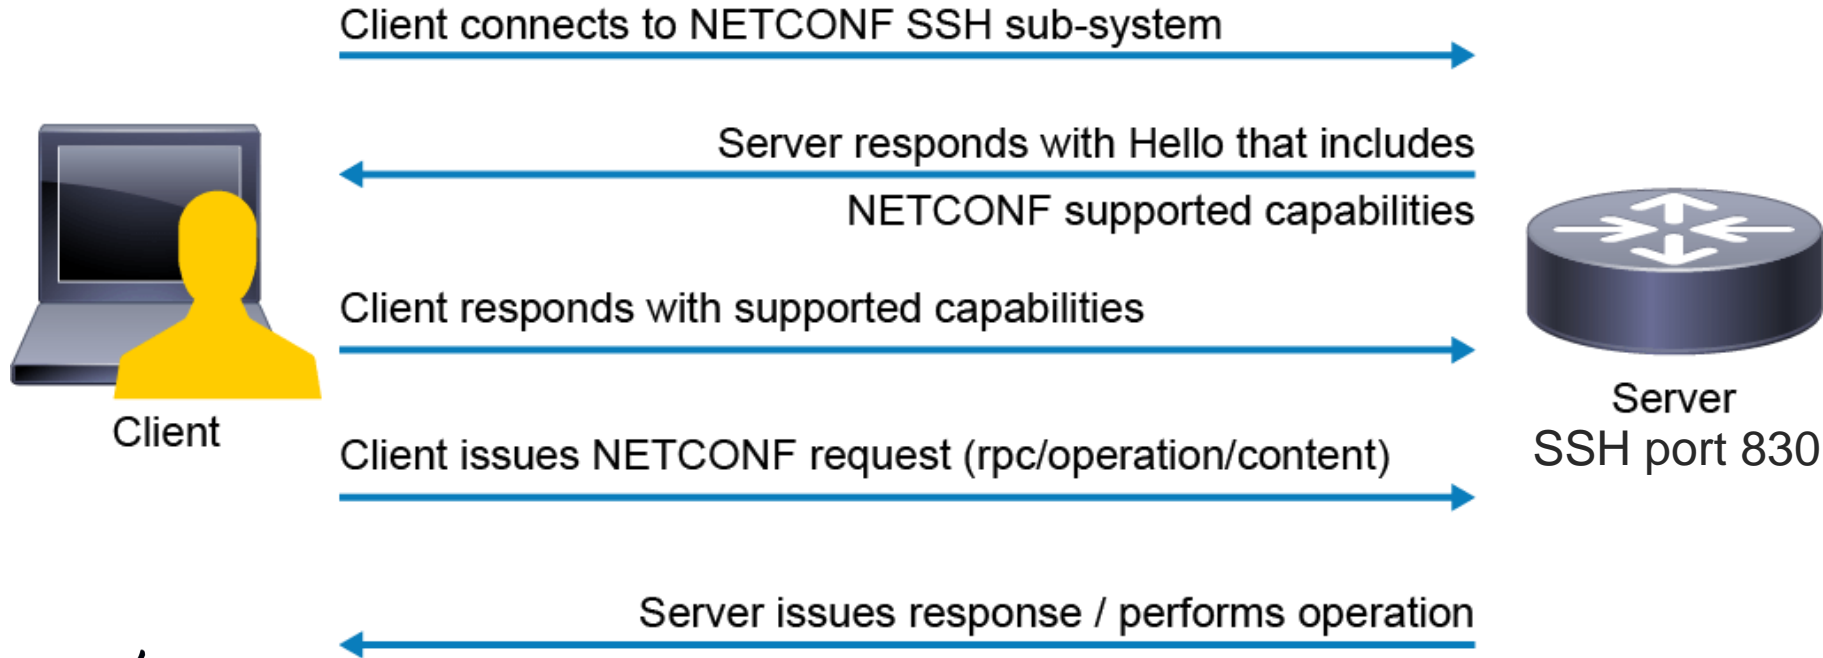 Client connects to NETCONF SSH sub-system
Server responds with Hello that includes
NETCONF supported capabilities
Client responds with supported capabilities
Client
Server
SSH port 830
Client issues NETCONF request (rpc/operation/content)
Server issues response / performs operation